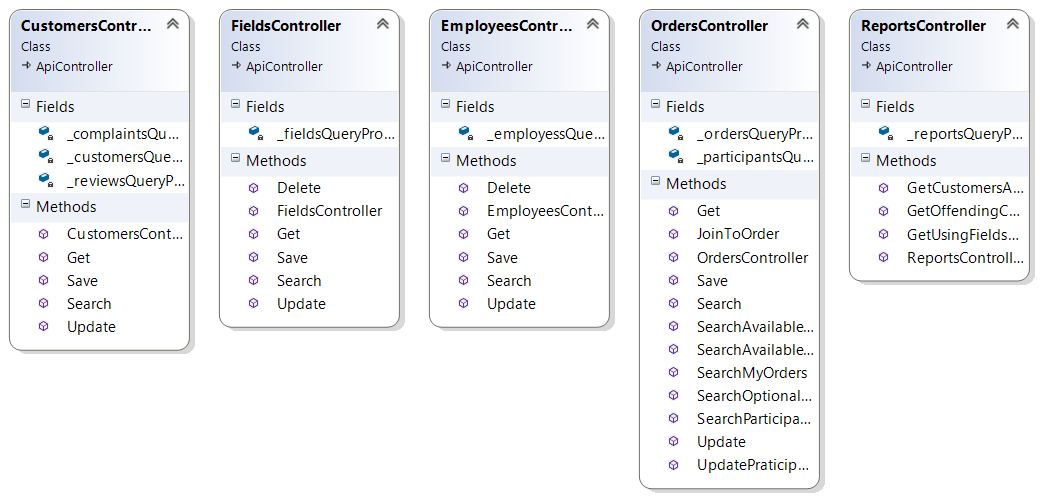 CustomersContr...
Class
ApiController
Fields
_complaintsQu...
_customersQue...
_reviewsQueryP...
Methods
CustomersCont...
Get
Save
Search
Update
FieldsController
Class
ApiController
Fields
_fieldsQueryPro...
Methods
Delete
FieldsController
Get
Save
Search
Update
EmployeesContr...
Class
ApiController
Fields
_employessQue...
Methods
Delete
EmployeesCont...
Get
Save
Search
Update
OrdersController
Class
ApiController
Fields
_ordersQueryPr...
_participantsQu...
Methods
Get
JoinToOrder
OrdersController
Save
Search
SearchAvailable...
SearchAvailable...
SearchMyOrders
SearchOptional...
SearchParticipa...
Update
UpdatePraticip...
ReportsController
Class
ApiController
Fields
_reportsQueryP...
Methods
GetCustomersA...
GetOffendingC...
GetUsingFields...
ReportsControll...